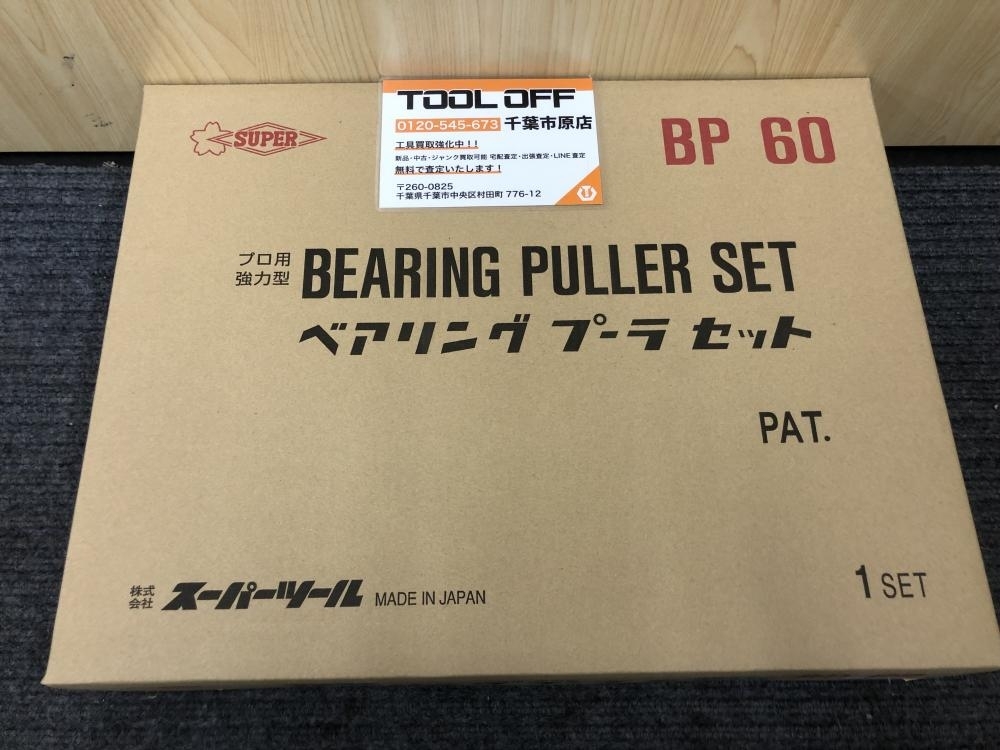 TOOL OFF
0120-545-673 千葉市原店
工具買取強化中!!
新品・中古・ジャンク買取可能 宅配査定・出張査定・LINE査定
無料で査定いたします!
〒260-0825
千葉県千葉市中央区村田町 776-12
SUPER
BP 60
プロ用
強力型
BEARING PULLER SET
ベアリング プーラ セット
PAT.
株式
会社
スーパーツール MADE IN JAPAN
1 SET